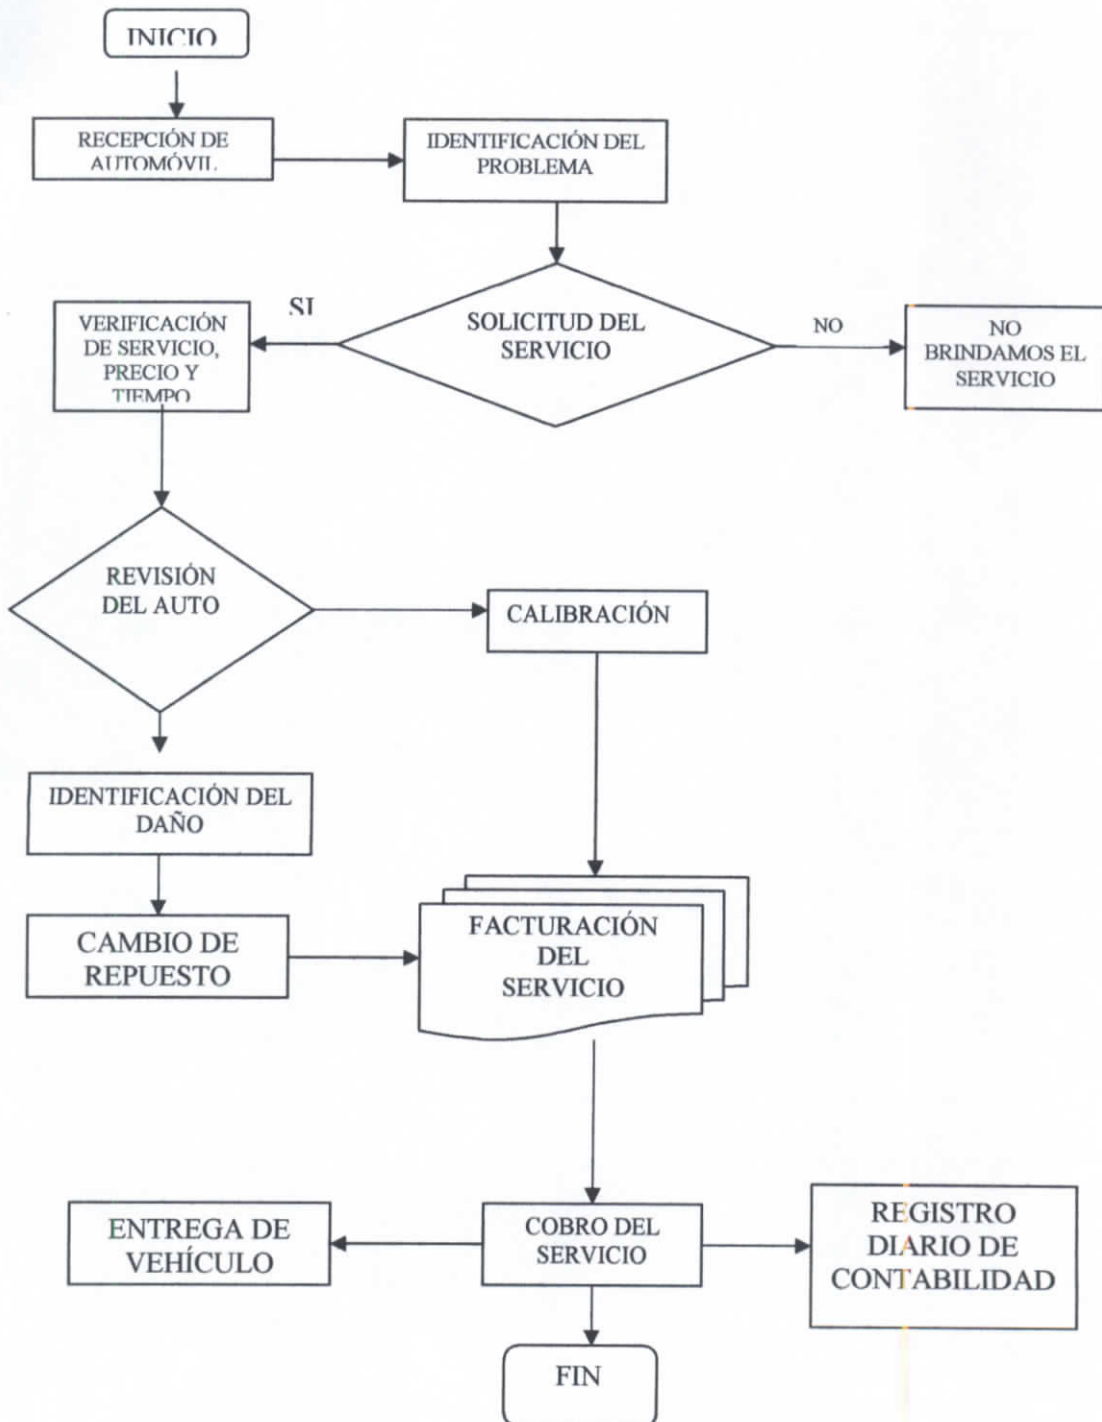 INICIO
RECEPCIÓN DE
AUTOMÓVIL
IDENTIFICACIÓN DEL
PROBLEMA
SOLICITUD DEL
SERVICIO
SI
NO
VERIFICACIÓN
DE SERVICIO,
PRECIO Y
TIEMPO
NO
BRINDAMOS EL
SERVICIO
REVISIÓN
DEL AUTO
CALIBRACIÓN
IDENTIFICACIÓN DEL
DAÑO
CAMBIO DE
REPUESTO
FACTURACIÓN
DEL
SERVICIO
ENTREGA DE
VEHÍCULO
COBRO DEL
SERVICIO
REGISTRO
DIARIO DE
CONTABILIDAD
FIN